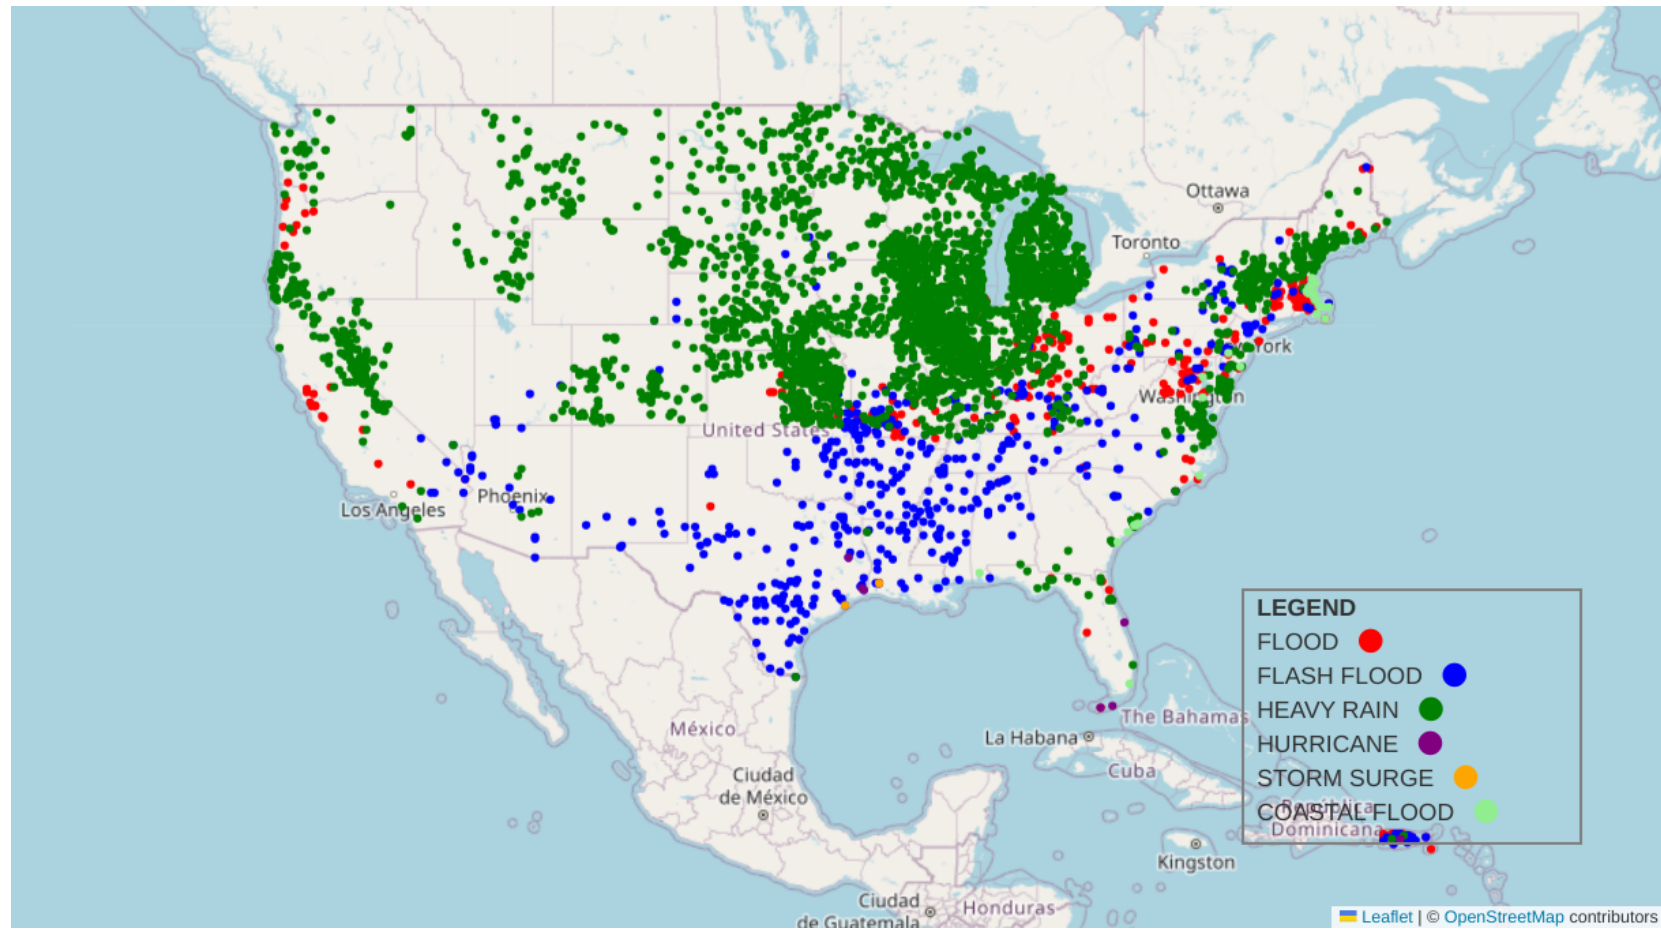 Ottawa
Toronto
New York
Washington
United States
Phoenix
Los Angeles
LEGEND
FLOOD
FLASH FLOOD
HEAVY RAIN
HURRICANE
STORM SURGE
COASTAL FLOOD
República
Dominicana
The Bahamas
México
La Habana
Cuba
Ciudad
de México
Kingston
Ciudad
de Guatemala
Honduras
Leaflet | © OpenStreetMap contributors